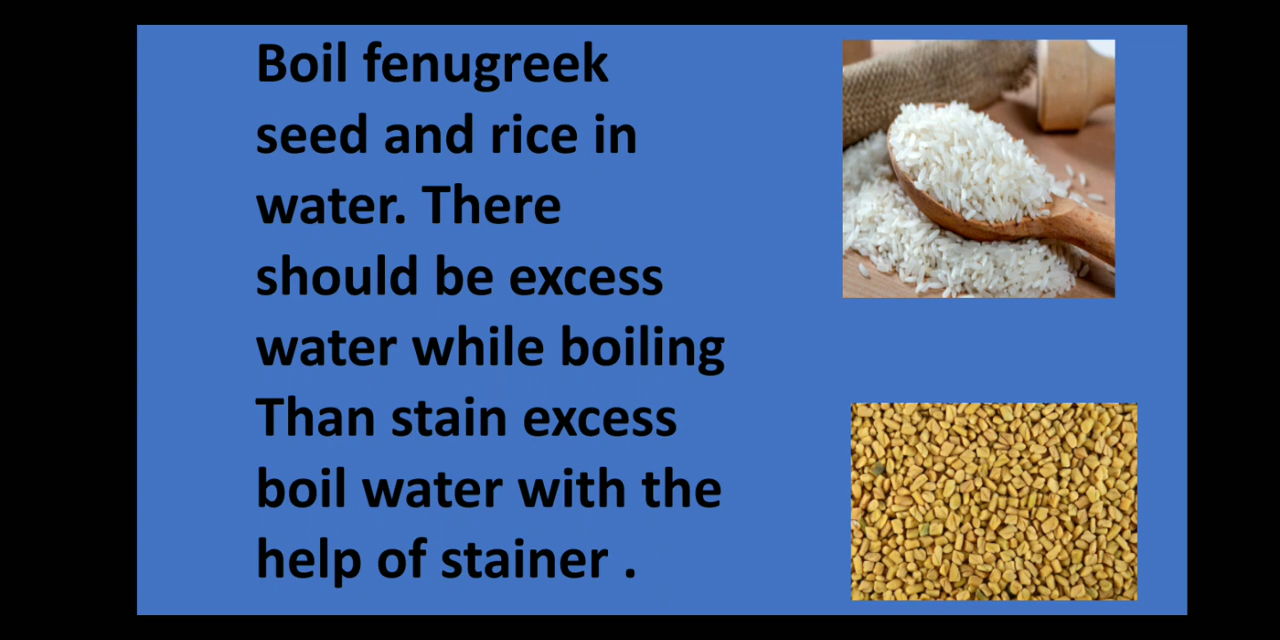 Boil fenugreek
seed and rice in
water. There
should be excess
water while boiling
Than stain excess
boil water with the
help of stainer .